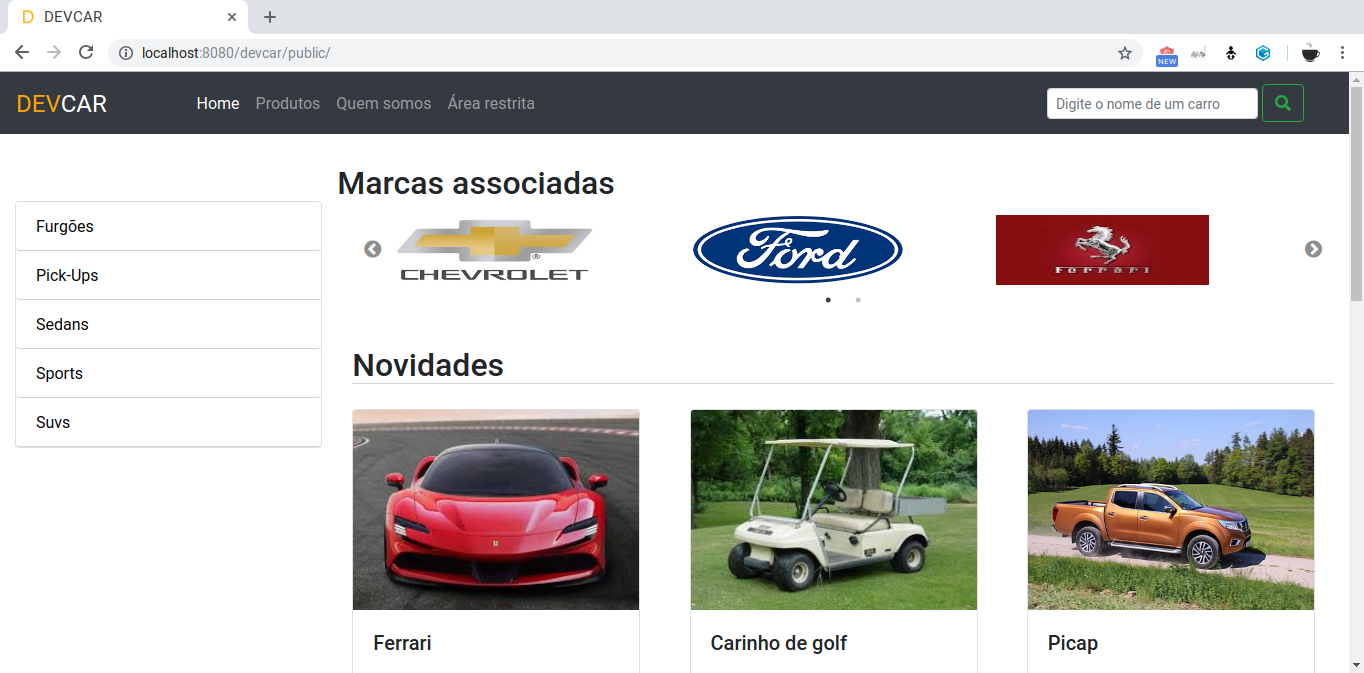 DEVCAR
localhost:8080/devcar/public/
NEW
DEVCAR Home Produtos Quem somos Área restrita Digite o nome de um carro
Marcas associadas
Furgões
Pick-Ups
Sedans
Sports
Suvs
CHEVROLET ®
Ford
Ferrari
Novidades
Ferrari
Carinho de golf
Picap